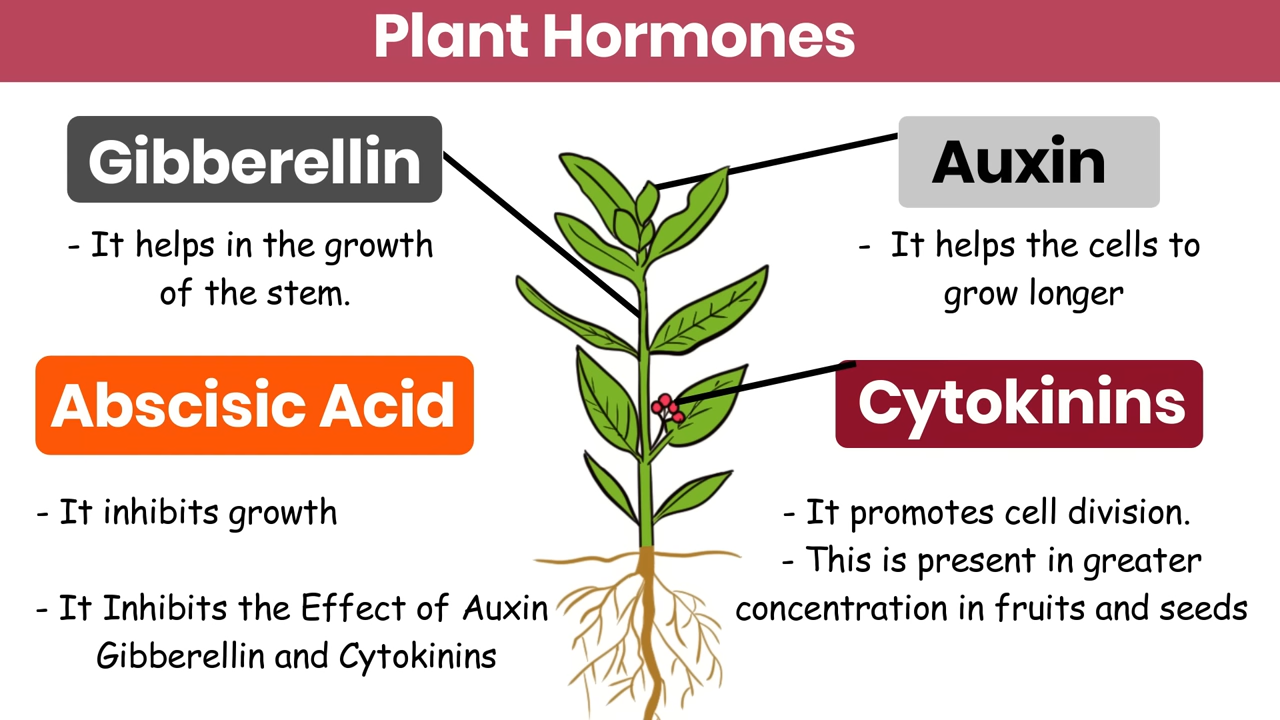 Plant Hormones
Gibberellin
- It helps in the growth
of the stem.
Auxin
- It helps the cells to
grow longer
Abscisic Acid
- It inhibits growth
- It Inhibits the Effect of Auxin
Gibberellin and Cytokinins
Cytokinins
- It promotes cell division.
- This is present in greater
concentration in fruits and seeds